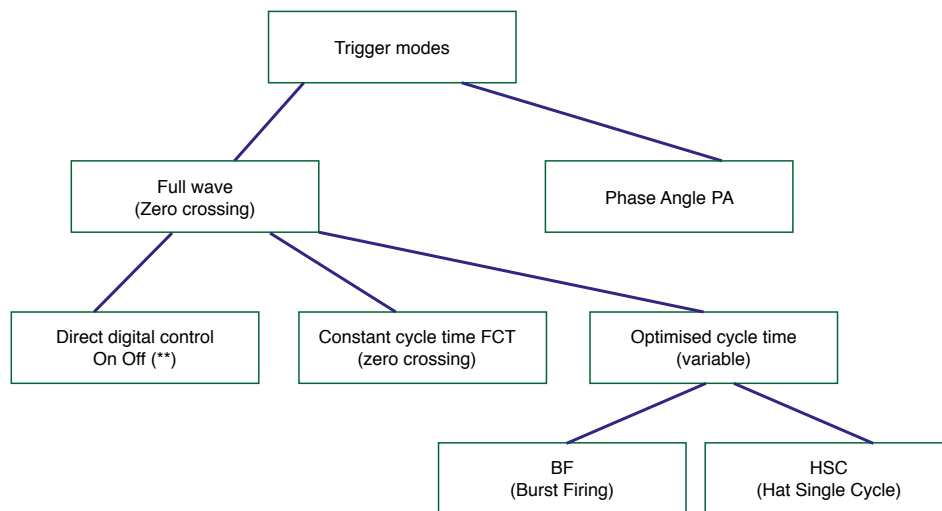 Trigger modes
Full wave
(Zero crossing)
Phase Angle PA
Direct digital control
On Off (**)
Constant cycle time FCT
(zero crossing)
Optimised cycle time
(variable)
BF
(Burst Firing)
HSC
(Hat Single Cycle)